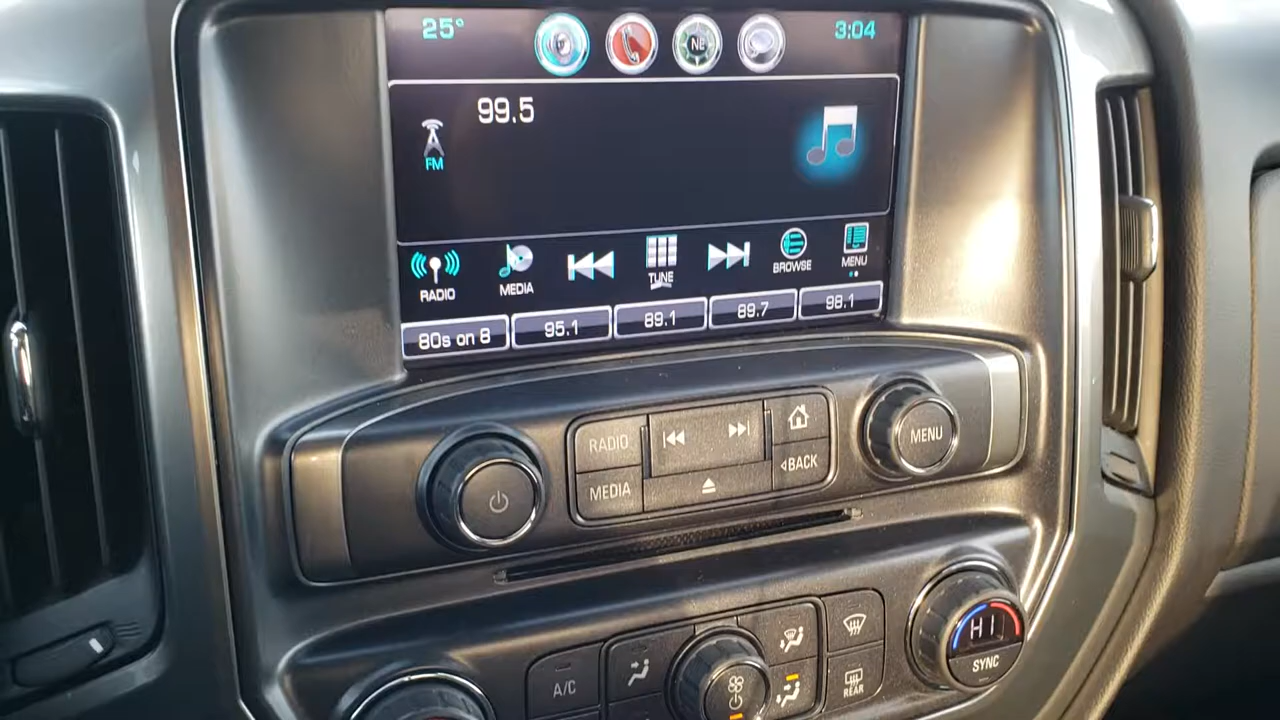 25° NE 3:04
99.5
FM
RADIO MEDIA TUNE BROWSE MENU
80s on 8 95.1 89.1 89.7 98.1
RADIO
MEDIA
BACK
MENU
HI
SYNC
A/C
REAR